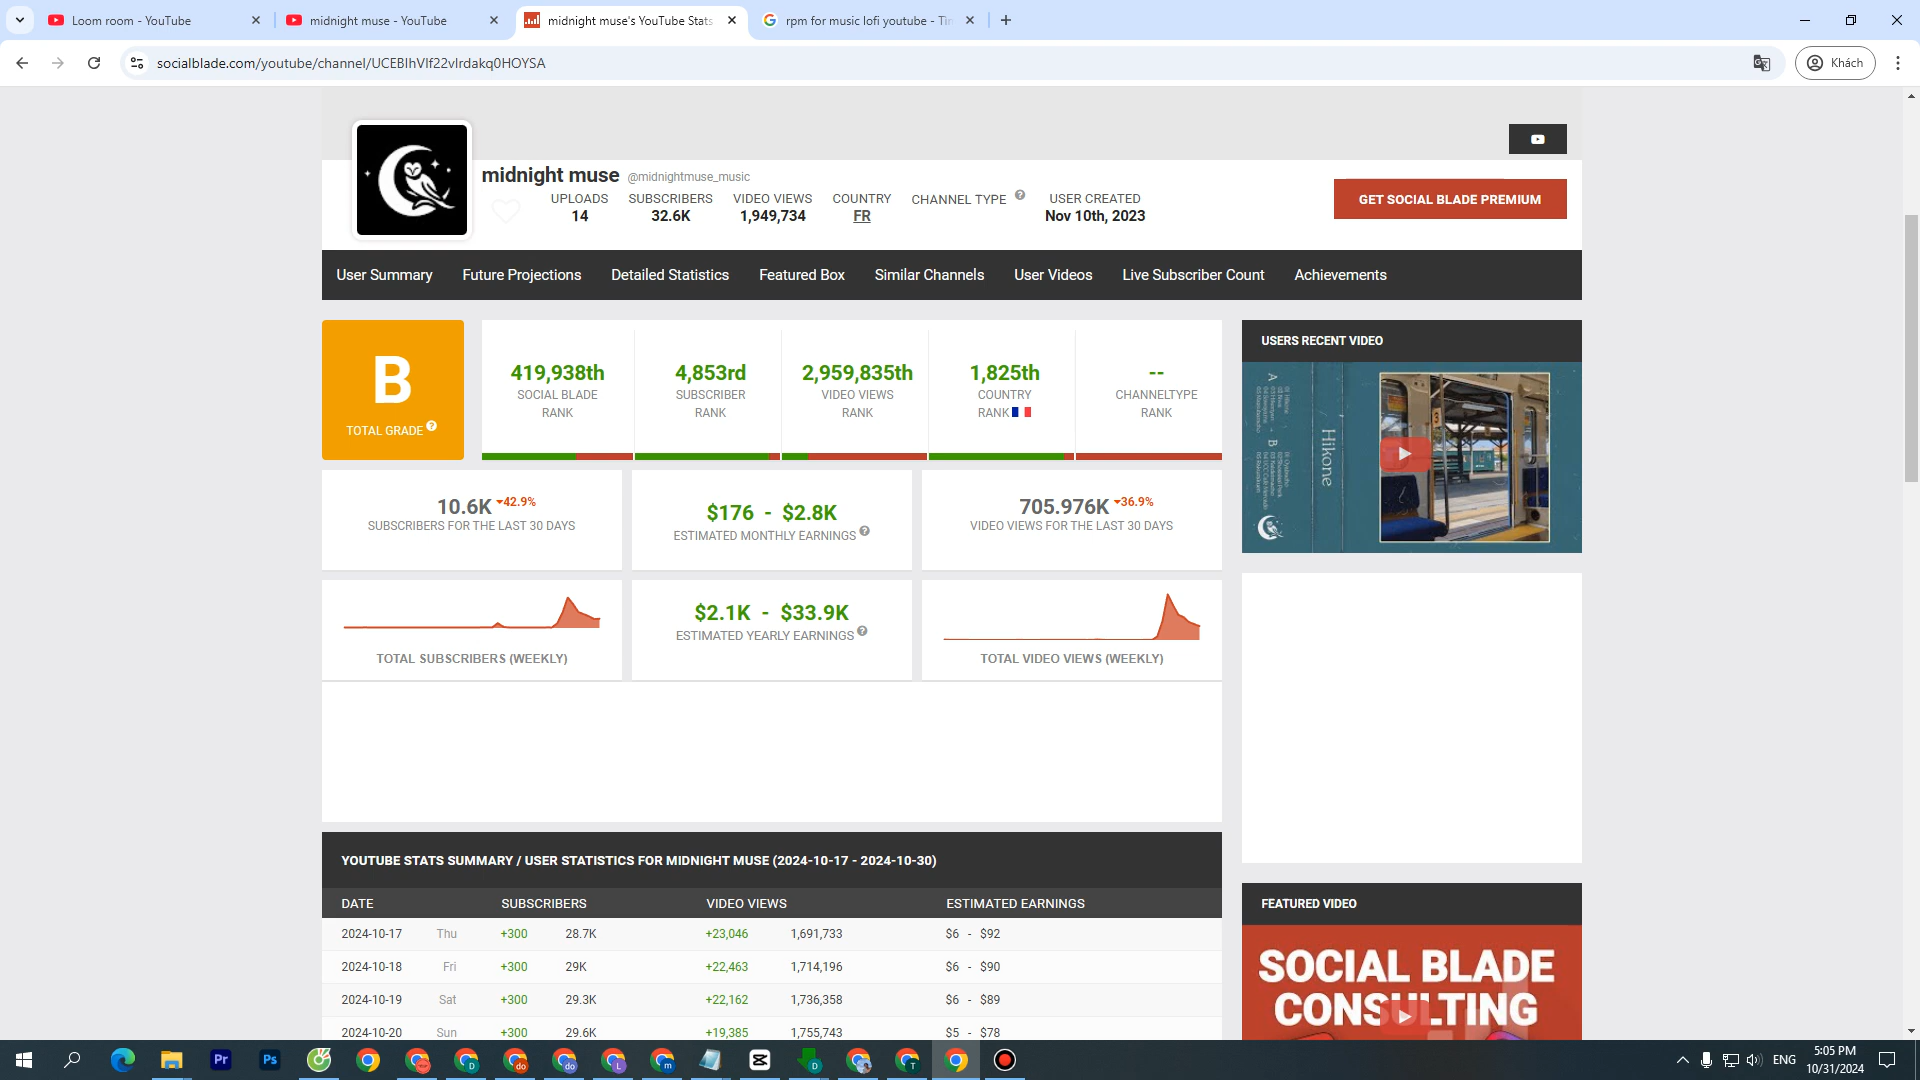 Loom room - YouTube
midnight muse - YouTube
midnight muse's YouTube Stats
rpm for music lofi youtube - Tìn
Khách
midnight muse @midnightmuse_music
UPLOADS SUBSCRIBERS VIDEO VIEWS COUNTRY CHANNEL TYPE ? USER CREATED
14 32.6K 1,949,734 FR Nov 10th, 2023
GET SOCIAL BLADE PREMIUM
User Summary Future Projections Detailed Statistics Featured Box Similar Channels User Videos Live Subscriber Count Achievements
B
TOTAL GRADE ?
419,938th
SOCIAL BLADE
RANK
4,853rd
SUBSCRIBER
RANK
2,959,835th
VIDEO VIEWS
RANK
1,825th
COUNTRY
RANK
--
CHANNELTYPE
RANK
10.6K 42.9%
SUBSCRIBERS FOR THE LAST 30 DAYS
$176 - $2.8K
ESTIMATED MONTHLY EARNINGS ?
705.976K 36.9%
VIDEO VIEWS FOR THE LAST 30 DAYS
TOTAL SUBSCRIBERS (WEEKLY)
$2.1K - $33.9K
ESTIMATED YEARLY EARNINGS ?
TOTAL VIDEO VIEWS (WEEKLY)
USERS RECENT VIDEO
A
B
Hikone
3
YOUTUBE STATS SUMMARY / USER STATISTICS FOR MIDNIGHT MUSE (2024-10-17 - 2024-10-30)
DATE SUBSCRIBERS VIDEO VIEWS ESTIMATED EARNINGS
2024-10-17 Thu +300 28.7K +23,046 1,691,733 $6 - $92
2024-10-18 Fri +300 29K +22,463 1,714,196 $6 - $90
2024-10-19 Sat +300 29.3K +22,162 1,736,358 $6 - $89
2024-10-20 Sun +300 29.6K +19,385 1,755,743 $5 - $78
FEATURED VIDEO
SOCIAL BLADE
CONSULTING
Pr
Ps
D
do
do
L
m
D
T
ENG
5:05 PM
10/31/2024